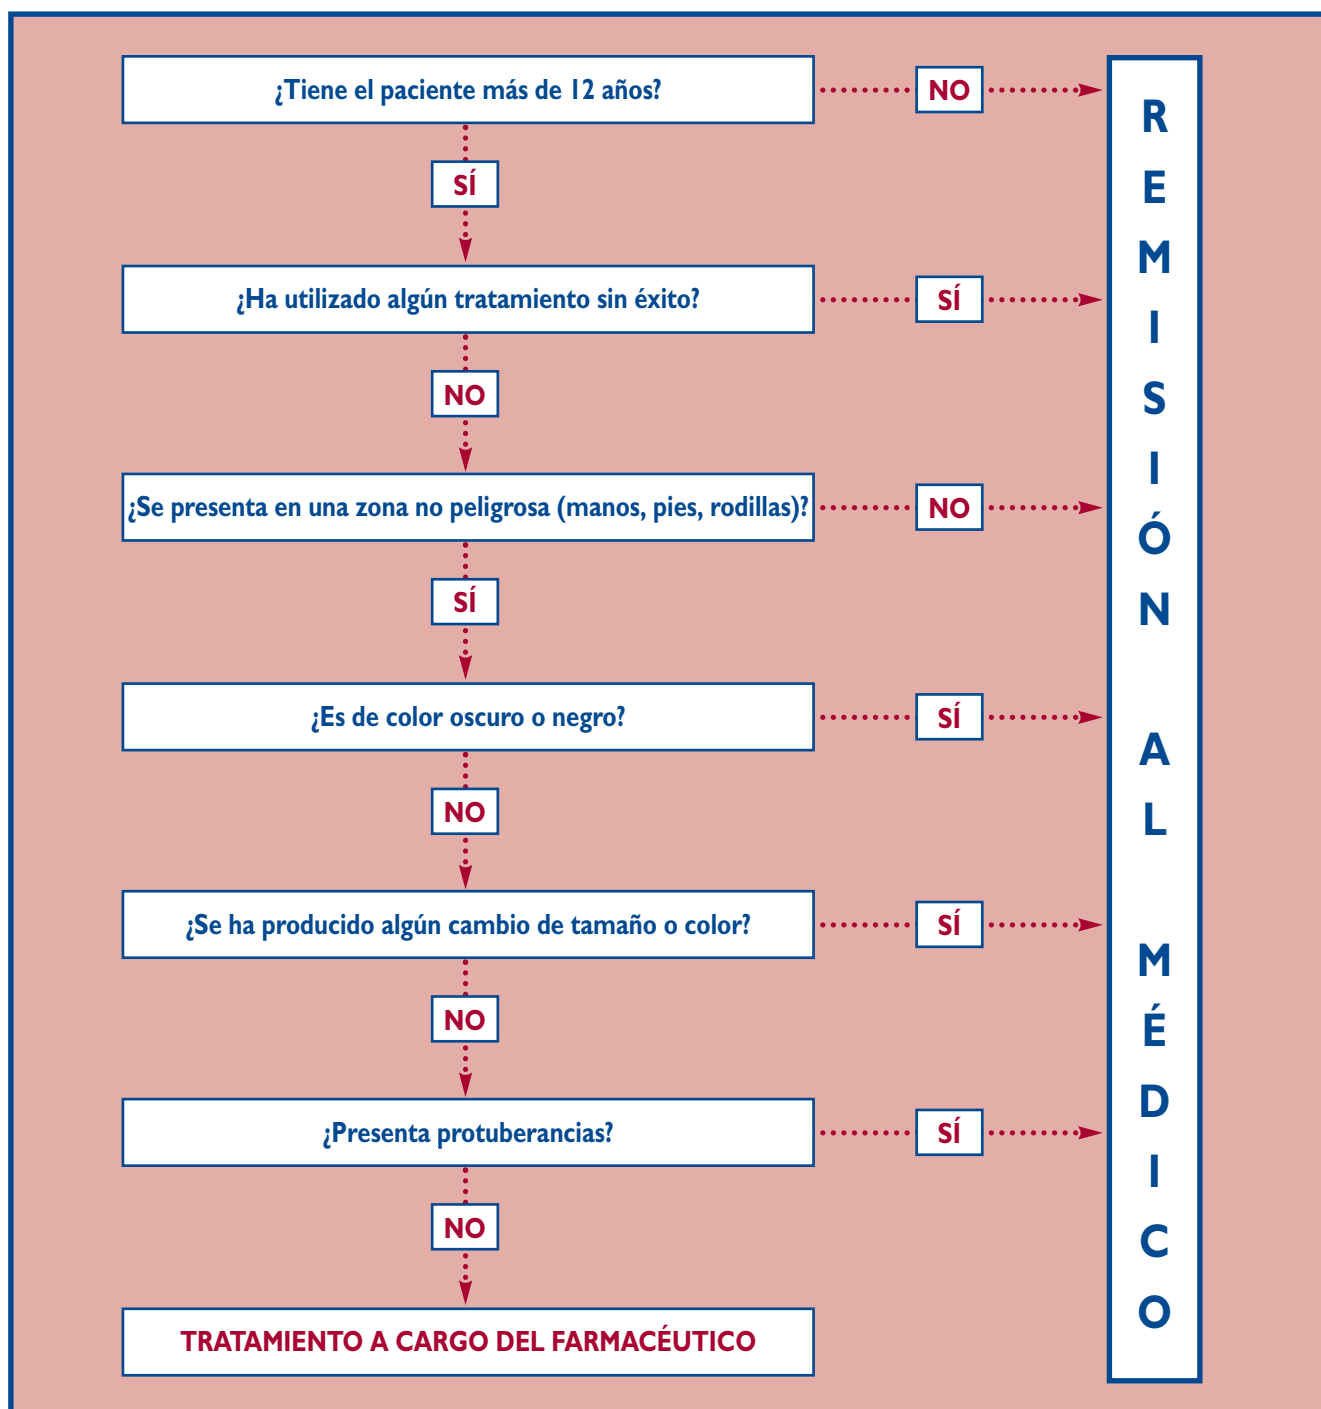 ¿Tiene el paciente más de 12 años?
NO
SÍ
¿Ha utilizado algún tratamiento sin éxito?
SÍ
NO
¿Se presenta en una zona no peligrosa (manos, pies, rodillas)?
NO
SÍ
¿Es de color oscuro o negro?
SÍ
NO
¿Se ha producido algún cambio de tamaño o color?
SÍ
NO
¿Presenta protuberancias?
SÍ
NO
TRATAMIENTO A CARGO DEL FARMACÉUTICO
REMISIÓN AL MÉDICO